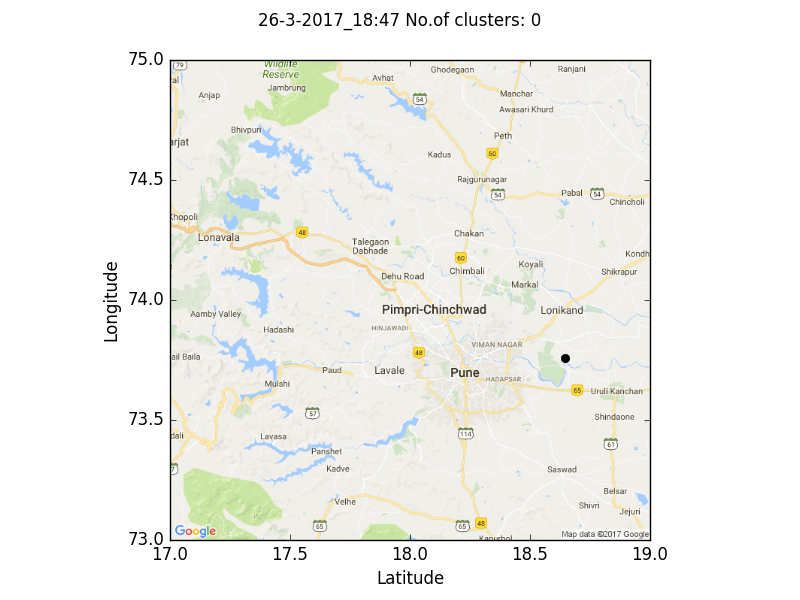 26-3-2017_18:47 No.of clusters: 0
75.0
74.5
74.0
73.5
73.0
Longitude
17.0 17.5 18.0 18.5 19.0
Latitude
79
Wildlife
Reserve
Jambrung
Anjap
Avhat
Ghodegaon
Ranjani
54
Manchar
Awasari Khurd
Bhivpuri
Peth
arjat
Kadus
60
Rajgurunagar
54
Pabal
54
Chincholi
Khopoli
Lonavala
48
Talegaon
Dabhade
Chakan
60
Chimbali
Koyali
Kondh
Shikrapur
Dehu Road
Markal
Aamby Valley
Pimpri-Chinchwad
Lonikand
Hadashi
HINJAWADI
VIMAN NAGAR
ail Baila
48
Paud
Lavale
Pune
HADAPSAR
Mulshi
65
Uruli Kanchan
57
Shindaone
dali
Lavasa
114
61
Panshet
Kadve
Saswad
Belsar
Velhe
Shivri
Jejuri
65
65
48
Google
Map data ©2017 Google